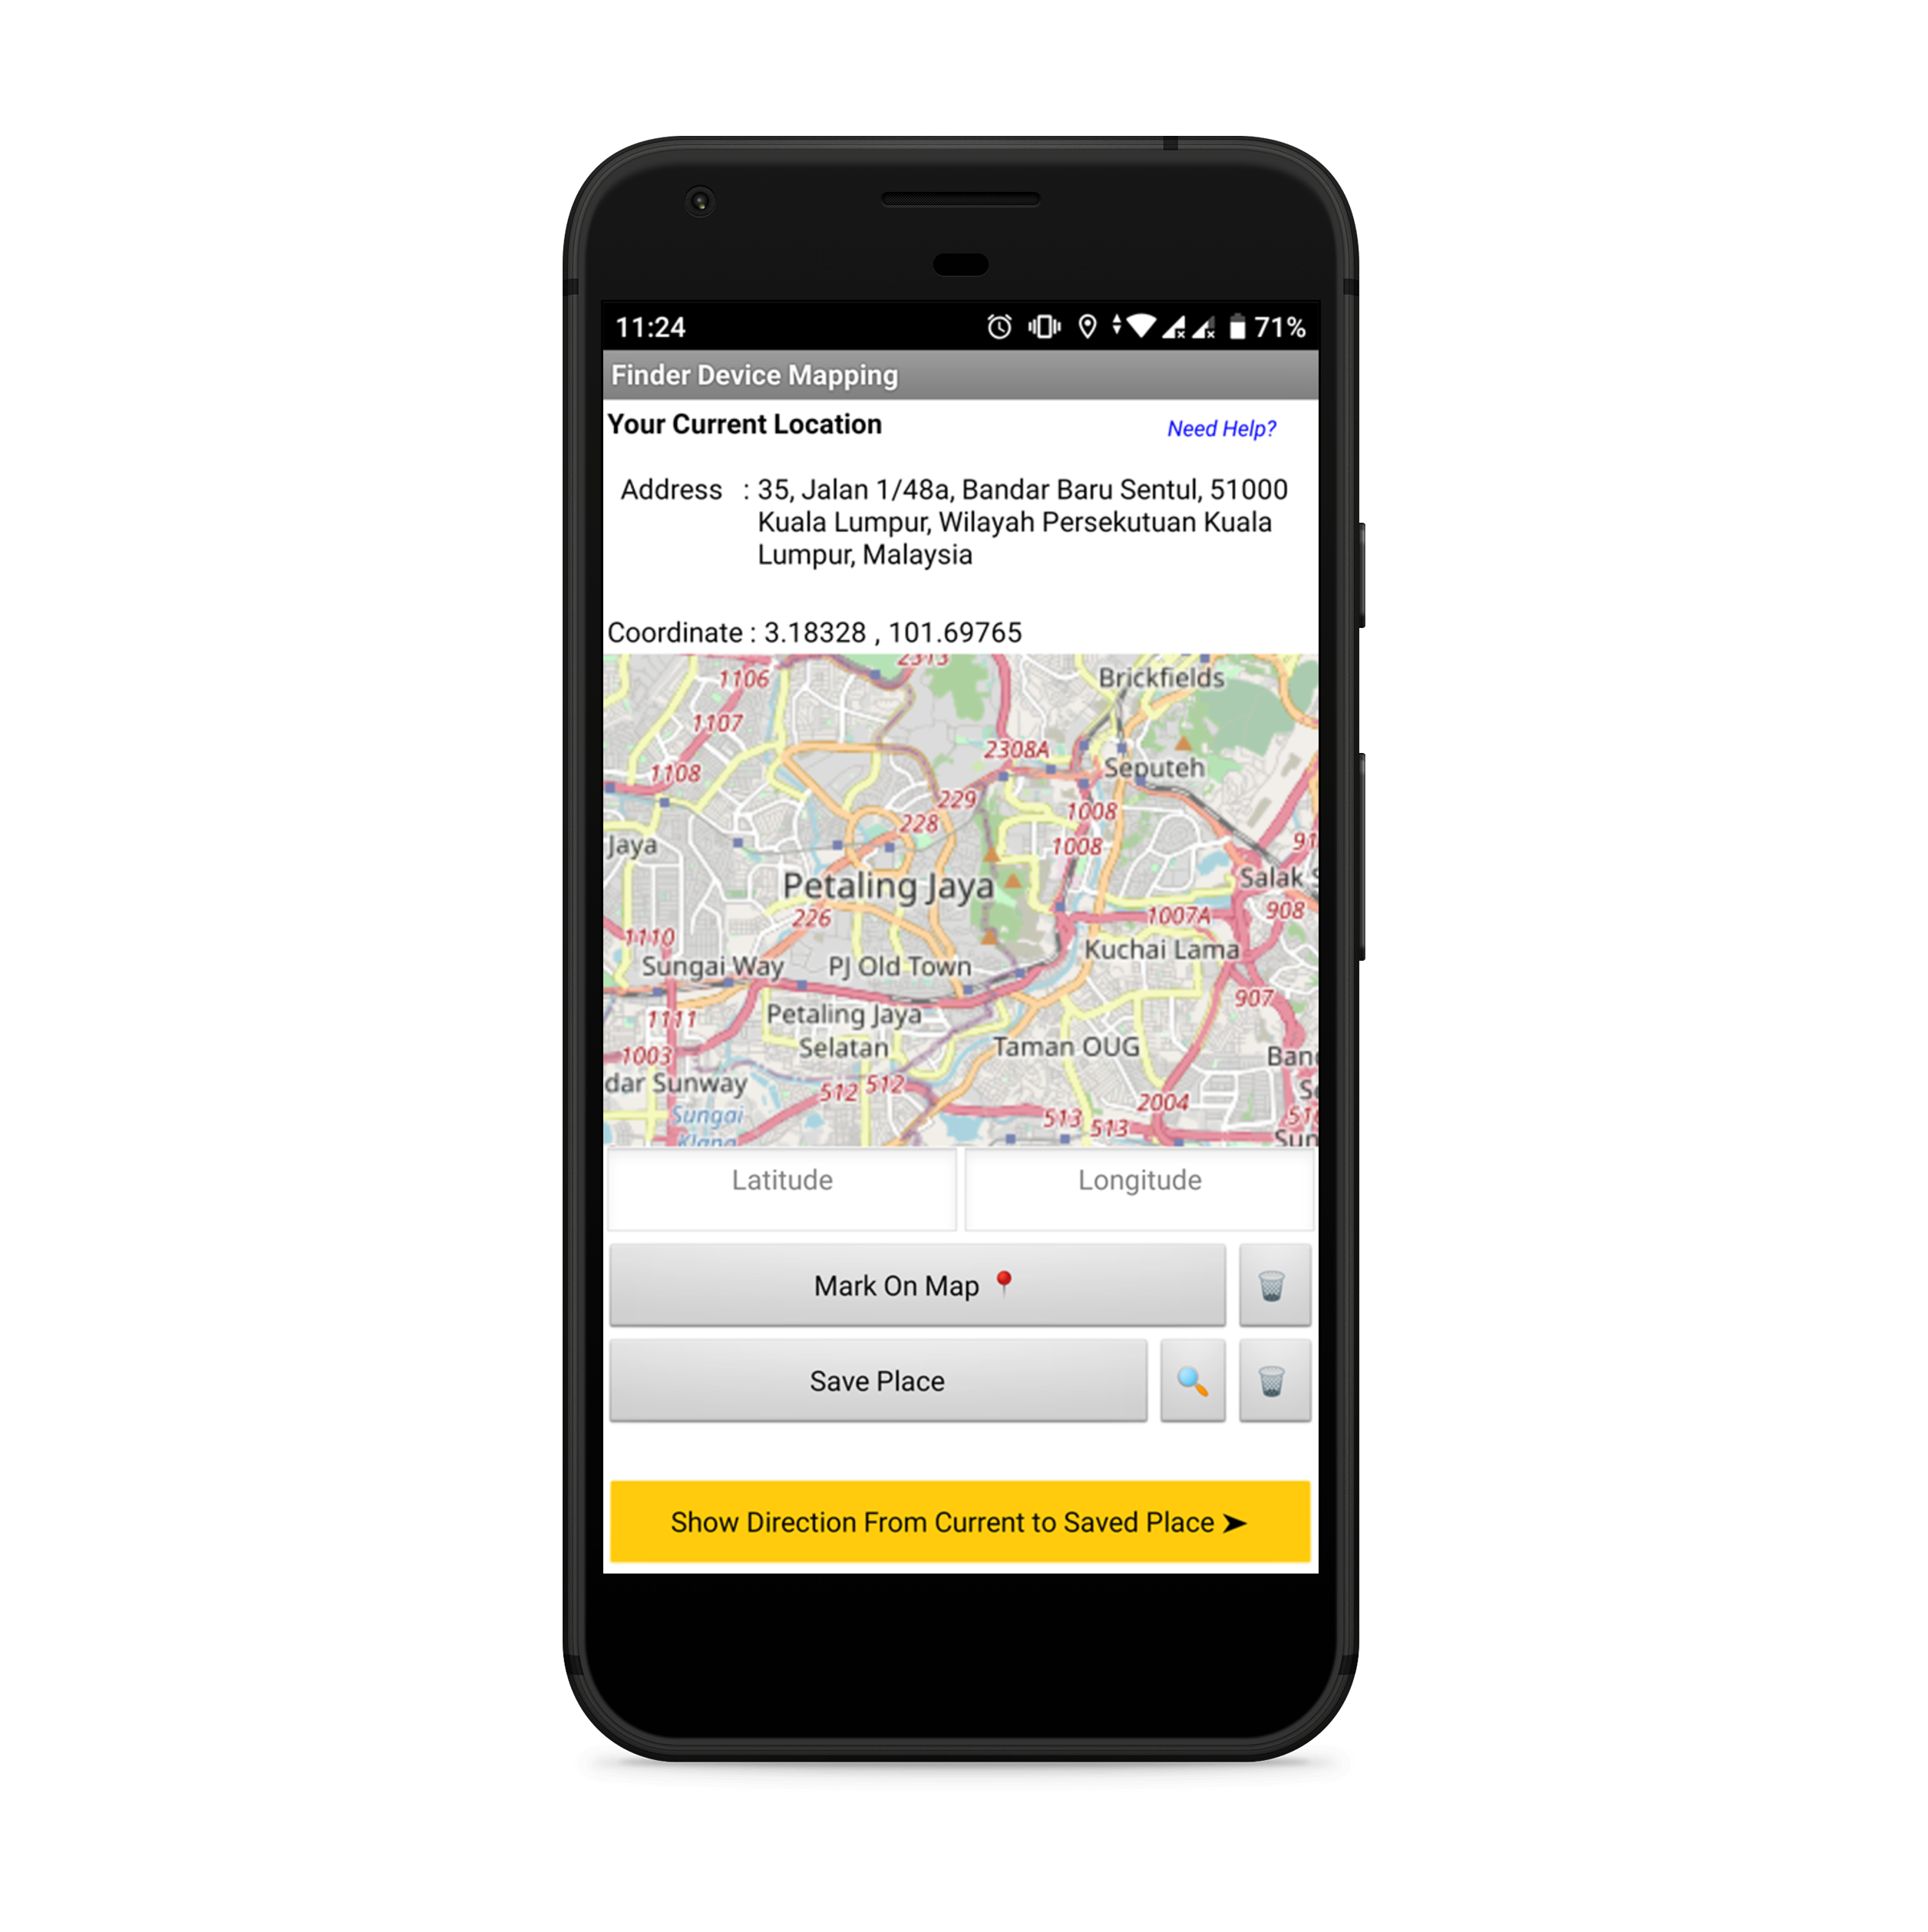 11:24 71%
Finder Device Mapping
Your Current Location
Need Help?
Address : 35, Jalan 1/48a, Bandar Baru Sentul, 51000
Kuala Lumpur, Wilayah Persekutuan Kuala
Lumpur, Malaysia
Coordinate : 3.18328 , 101.69765
2313
1106
Brickfields
1107
2308A
1108
Seputeh
229
228
1008
1008
91
Jaya
Petaling Jaya
Salak S
226
1007A
908
1110
Kuchai Lama
Sungai Way
PJ Old Town
907
1111
Petaling Jaya
Selatan
Taman OUG
1003
Band
dar Sunway
512 512
2004
Sungai
Klang
513 513
51
Sun
Latitude
Longitude
Mark On Map
Save Place
Show Direction From Current to Saved Place ➤